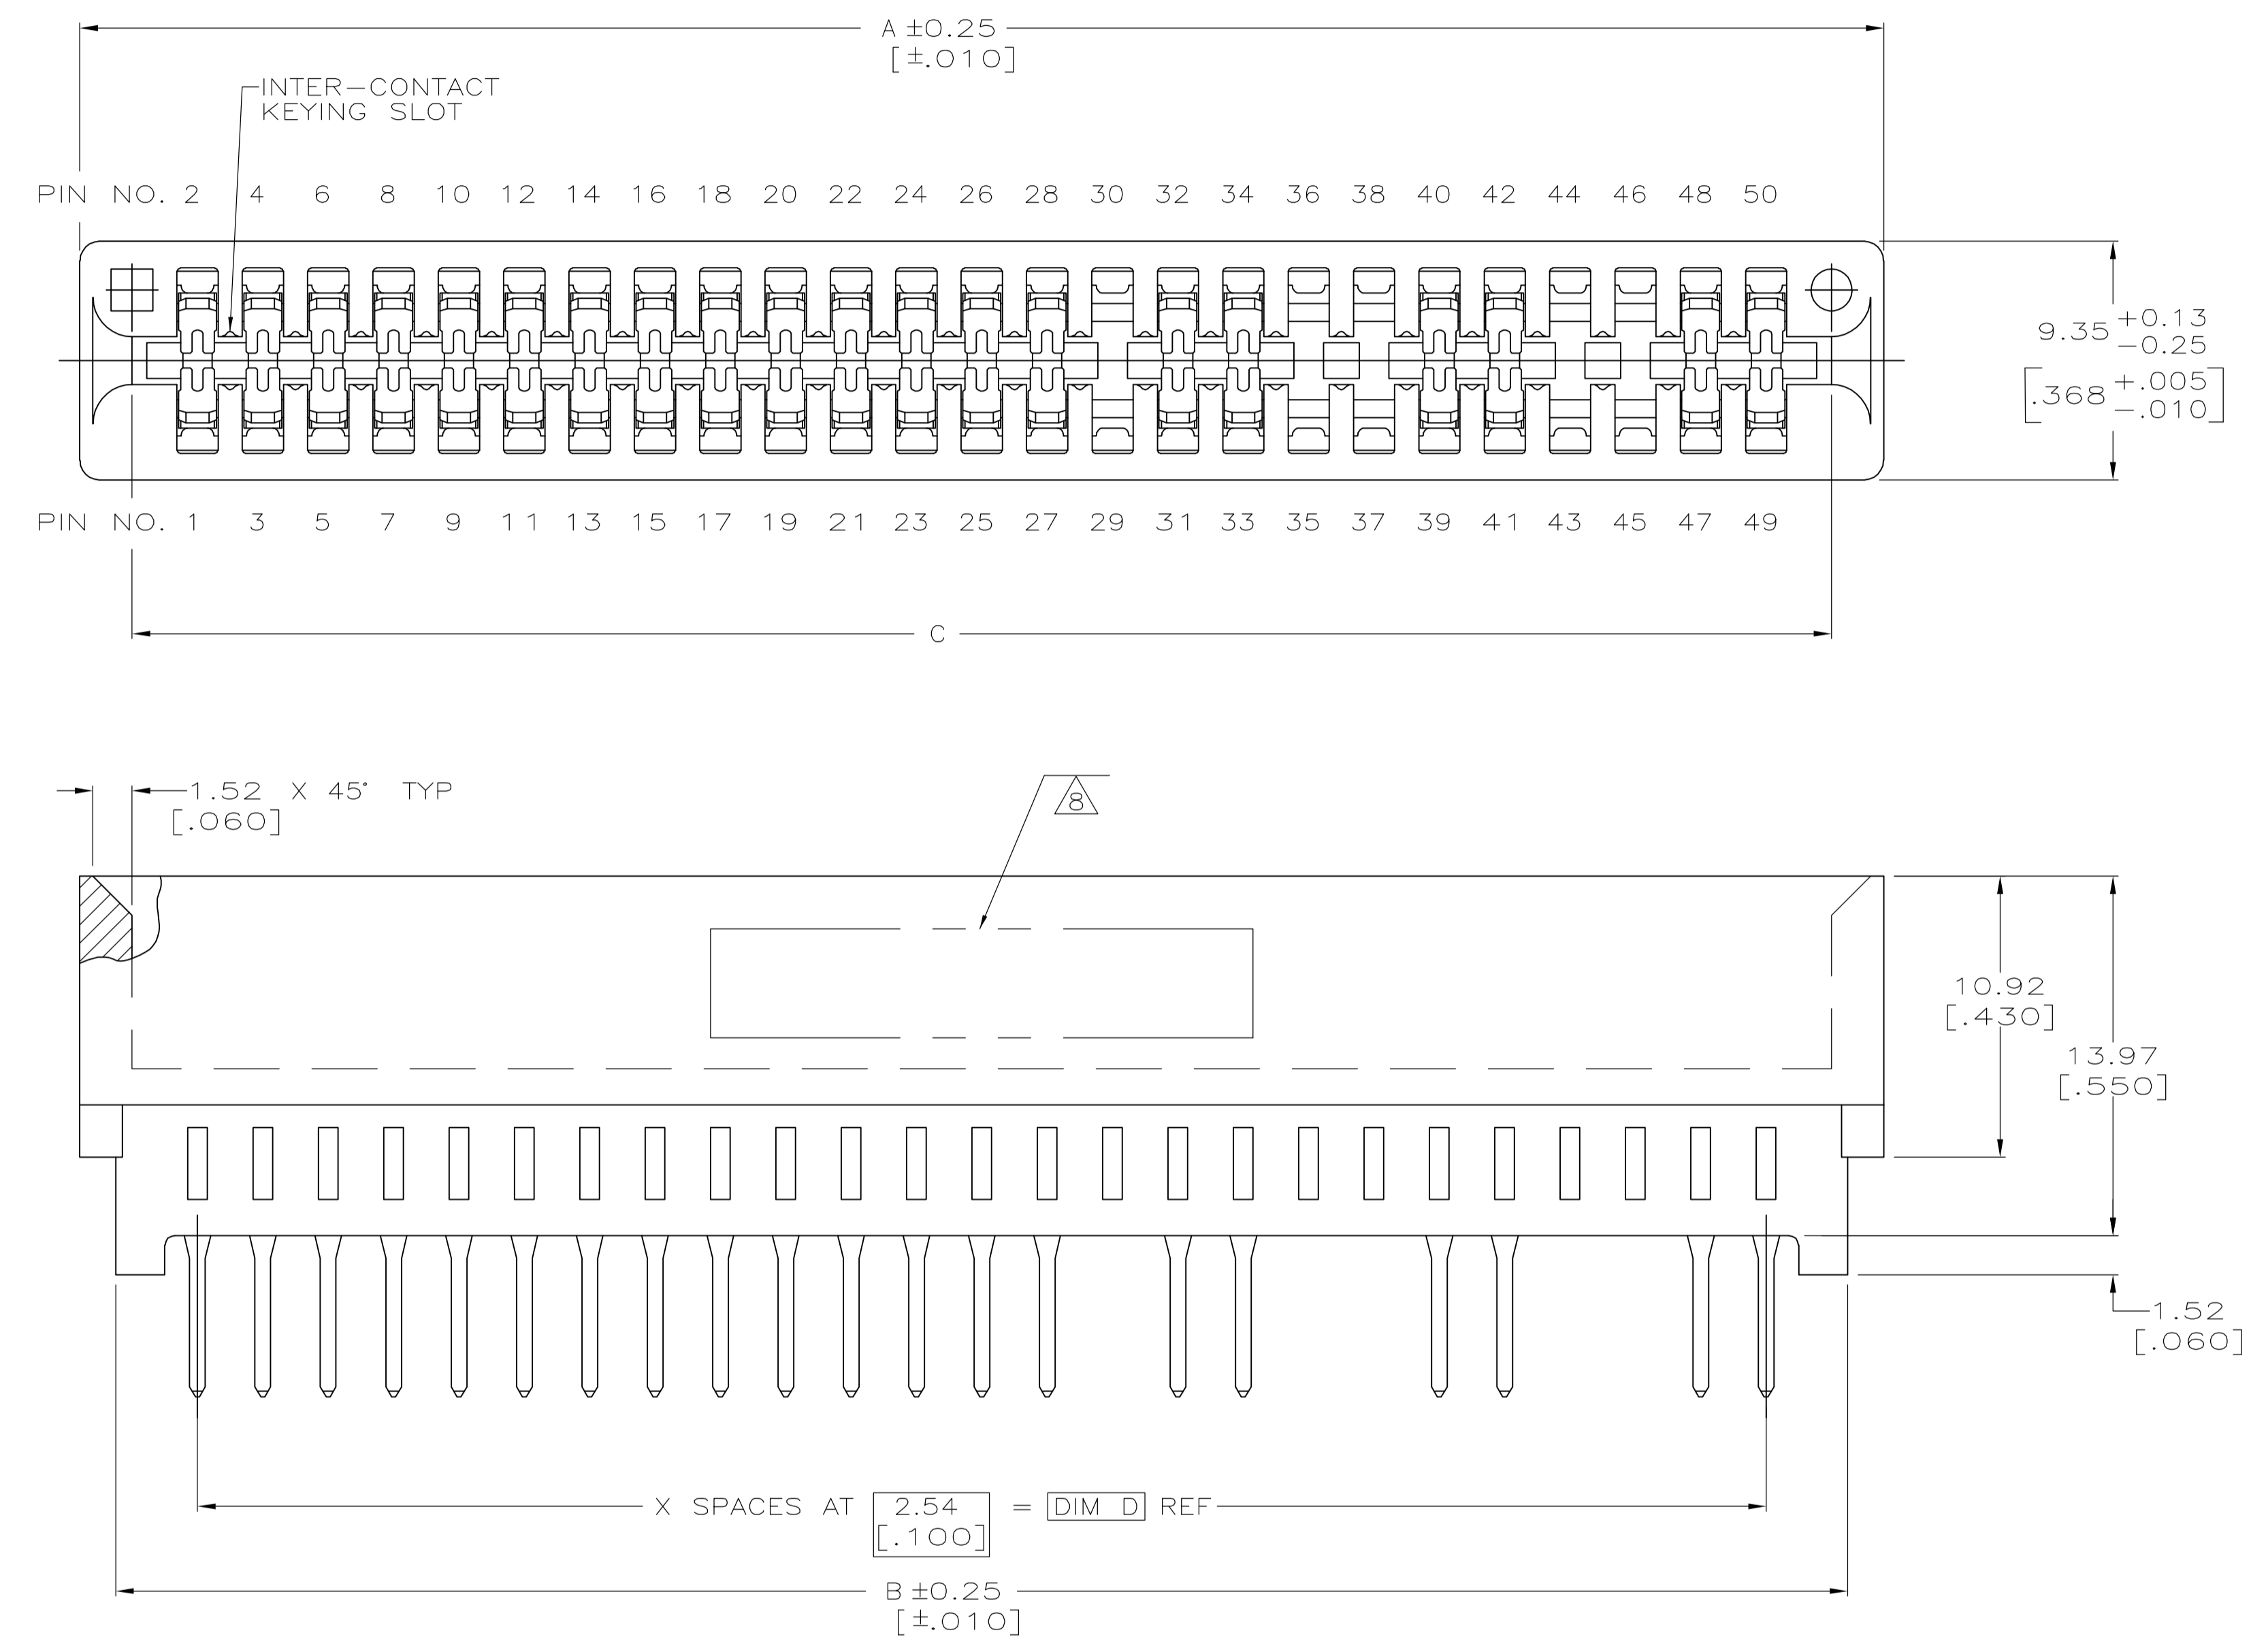 A ±0.25
[±.010]
INTER-CONTACT
KEYING SLOT
PIN NO. 2 4 6 8 10 12 14 16 18 20 22 24 26 28 30 32 34 36 38 40 42 44 46 48 50
9.35 +0.13
-0.25
[.368 +.005
-.010]
PIN NO. 1 3 5 7 9 11 13 15 17 19 21 23 25 27 29 31 33 35 37 39 41 43 45 47 49
C
1.52 X 45° TYP
[.060]
8
10.92
[.430]
13.97
[.550]
1.52
[.060]
X SPACES AT 2.54 = DIM D REF
[.100]
B ±0.25
[±.010]